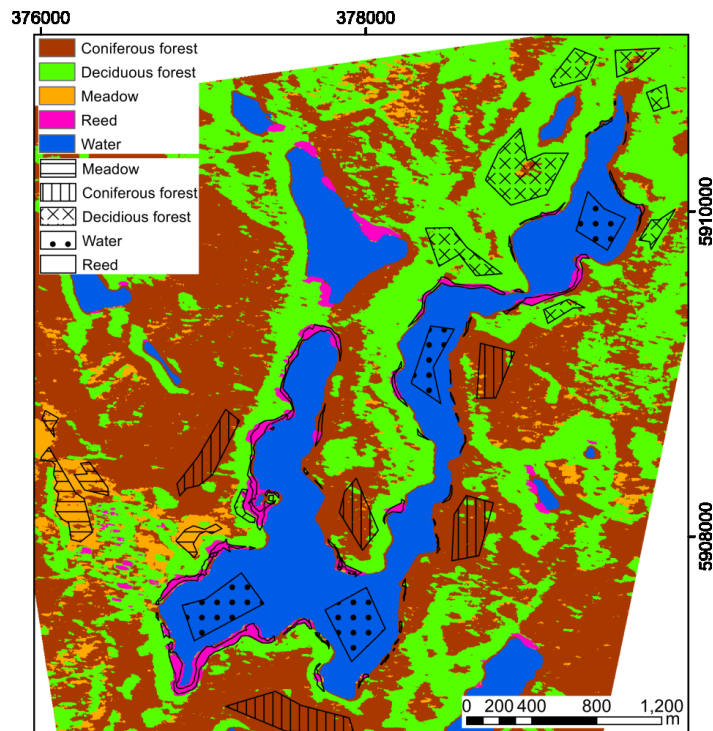 376000 378000
Coniferous forest
Deciduous forest
Meadow
Reed
Water
Meadow
Coniferous forest
Decidious forest
Water
Reed
5910000
5908000
0 200 400 800 1,200
m